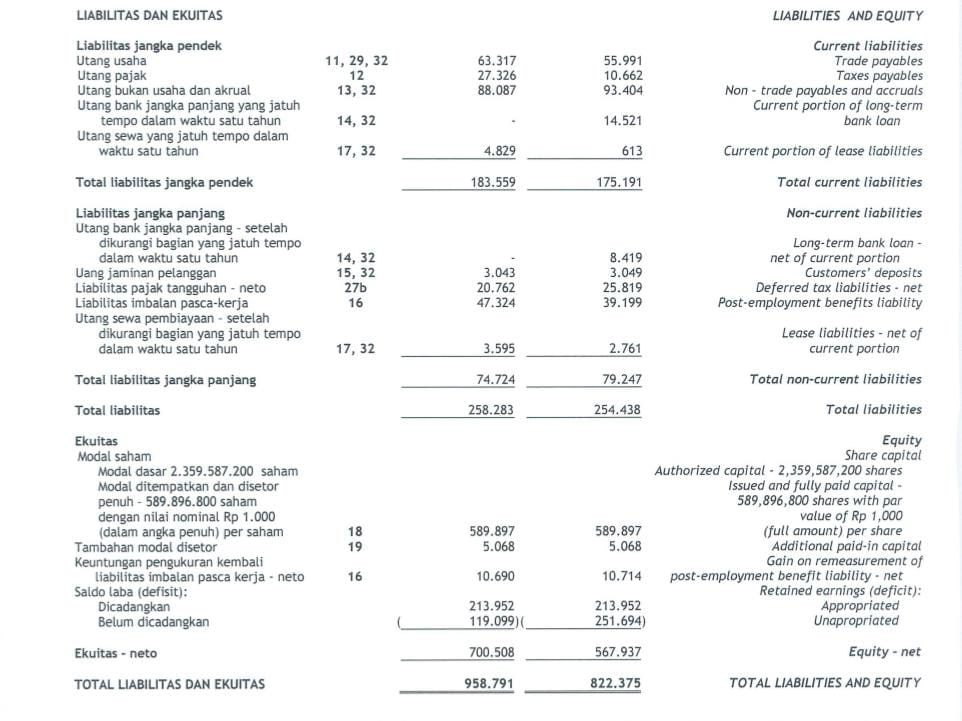 LIABILITAS DAN EKUITAS LIABILITIES AND EQUITY
Liabilitas jangka pendek Current liabilities
Utang usaha 11, 29, 32 63.317 55.991 Trade payables
Utang pajak 12 27.326 10.662 Taxes payables
Utang bukan usaha dan akrual 13, 32 88.087 93.404 Non - trade payables and accruals
Utang bank jangka panjang yang jatuh Current portion of long-term
tempo dalam waktu satu tahun 14, 32 - 14.521 bank loan
Utang sewa yang jatuh tempo dalam
waktu satu tahun 17, 32 4.829 613 Current portion of lease liabilities
Total liabilitas jangka pendek 183.559 175.191 Total current liabilities
Liabilitas jangka panjang Non-current liabilities
Utang bank jangka panjang - setelah
dikurangi bagian yang jatuh tempo Long-term bank loan -
dalam waktu satu tahun 14, 32 - 8.419 net of current portion
Uang jaminan pelanggan 15, 32 3.043 3.049 Customers' deposits
Liabilitas pajak tangguhan - neto 27b 20.762 25.819 Deferred tax liabilities - net
Liabilitas imbalan pasca-kerja 16 47.324 39.199 Post-employment benefits liability
Utang sewa pembiayaan - setelah
dikurangi bagian yang jatuh tempo Lease liabilities - net of
dalam waktu satu tahun 17, 32 3.595 2.761 current portion
Total liabilitas jangka panjang 74.724 79.247 Total non-current liabilities
Total liabilitas 258.283 254.438 Total liabilities
Ekuitas Equity
Modal saham Share capital
Modal dasar 2.359.587.200 saham Authorized capital - 2,359,587,200 shares
Modal ditempatkan dan disetor Issued and fully paid capital -
penuh - 589.896.800 saham 589,896,800 shares with par
dengan nilai nominal Rp 1.000 value of Rp 1,000
(dalam angka penuh) per saham 18 589.897 589.897 (full amount) per share
Tambahan modal disetor 19 5.068 5.068 Additional paid-in capital
Keuntungan pengukuran kembali Gain on remeasurement of
liabilitas imbalan pasca kerja - neto 16 10.690 10.714 post-employment benefit liability - net
Saldo laba (defisit): Retained earnings (deficit):
Dicadangkan 213.952 213.952 Appropriated
Belum dicadangkan ( 119.099) ( 251.694) Unapropriated
Ekuitas - neto 700.508 567.937 Equity - net
TOTAL LIABILITAS DAN EKUITAS 958.791 822.375 TOTAL LIABILITIES AND EQUITY